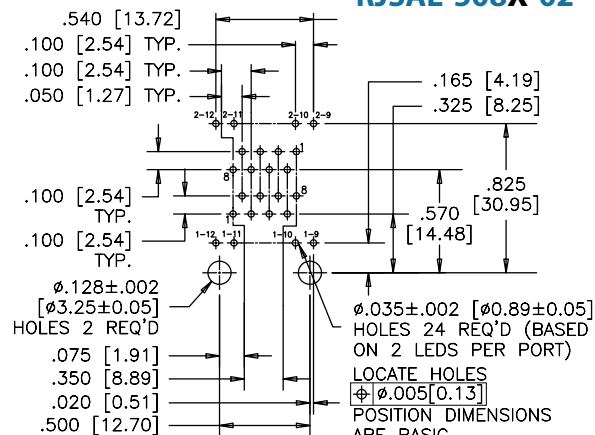 RJSAE-508X-02
.540 [13.72]
.100 [2.54] TYP.
.100 [2.54] TYP.
.050 [1.27] TYP.
.165 [4.19]
.325 [8.25]
2-12 2-11 2-10 2-9
1
8
8
1
.825
[30.95]
.570
[14.48]
.100 [2.54]
TYP.
.100 [2.54]
TYP.
1-12 1-11 1-10 1-9
ø.128±.002
[ø3.25±0.05]
HOLES 2 REQ'D
ø.035±.002 [ø0.89±0.05]
HOLES 24 REQ'D (BASED
ON 2 LEDS PER PORT)
LOCATE HOLES
⌖ ø.005[0.13]
POSITION DIMENSIONS
ARE BASIC
.075 [1.91]
.350 [8.89]
.020 [0.51]
.500 [12.70]